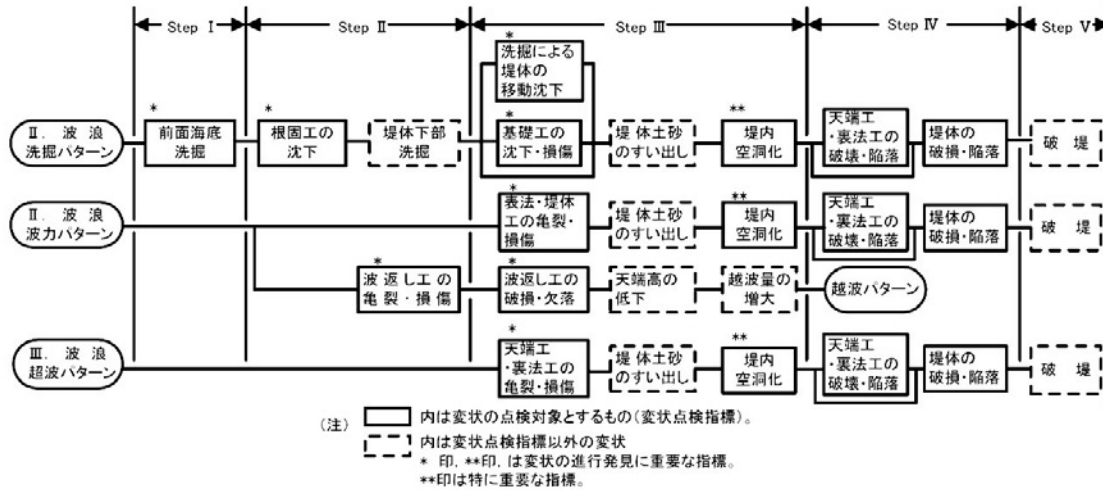 Step Ⅰ
Step Ⅱ
Step Ⅲ
Step Ⅳ
Step Ⅴ
Ⅱ. 波 浪
洗掘パターン
*
前面海底
洗掘
*
根固工の
沈下
堤体下部
洗掘
*
洗掘による
堤体の
移動沈下
*
基礎工の
沈下・損傷
堤体土砂
のすい出し
**
堤内
空洞化
天端工
・裏法工の
破壊・陥落
堤体の
破損・陥落
破 堤
Ⅱ. 波 浪
波力パターン
*
表法・堤体
工の亀裂・
損傷
堤体土砂
のすい出し
**
堤内
空洞化
天端工
・裏法工の
破壊・陥落
堤体の
破損・陥落
破 堤
*
波返し工の
亀裂・損傷
*
波返し工の
破損・欠落
天端高の
低下
越波量の
増大
越波パターン
Ⅲ. 波 浪
超波パターン
*
天端工
・裏法工の
亀裂・損傷
堤体土砂
のすい出し
**
堤内
空洞化
天端工
・裏法工の
破壊・陥落
堤体の
破損・陥落
破 堤
(注) 内は変状の点検対象とするもの(変状点検指標)。
内は変状点検指標以外の変状
* 印, **印, は変状の進行発見に重要な指標。
**印は特に重要な指標。